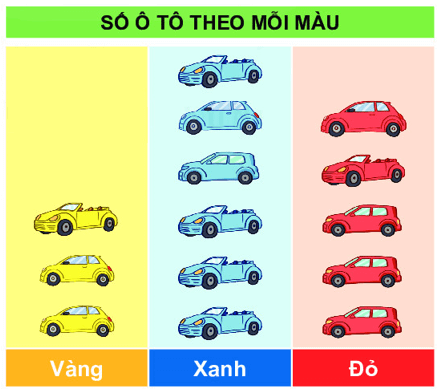 SỐ Ô TÔ THEO MỖI MÀU
Vàng Xanh Đỏ